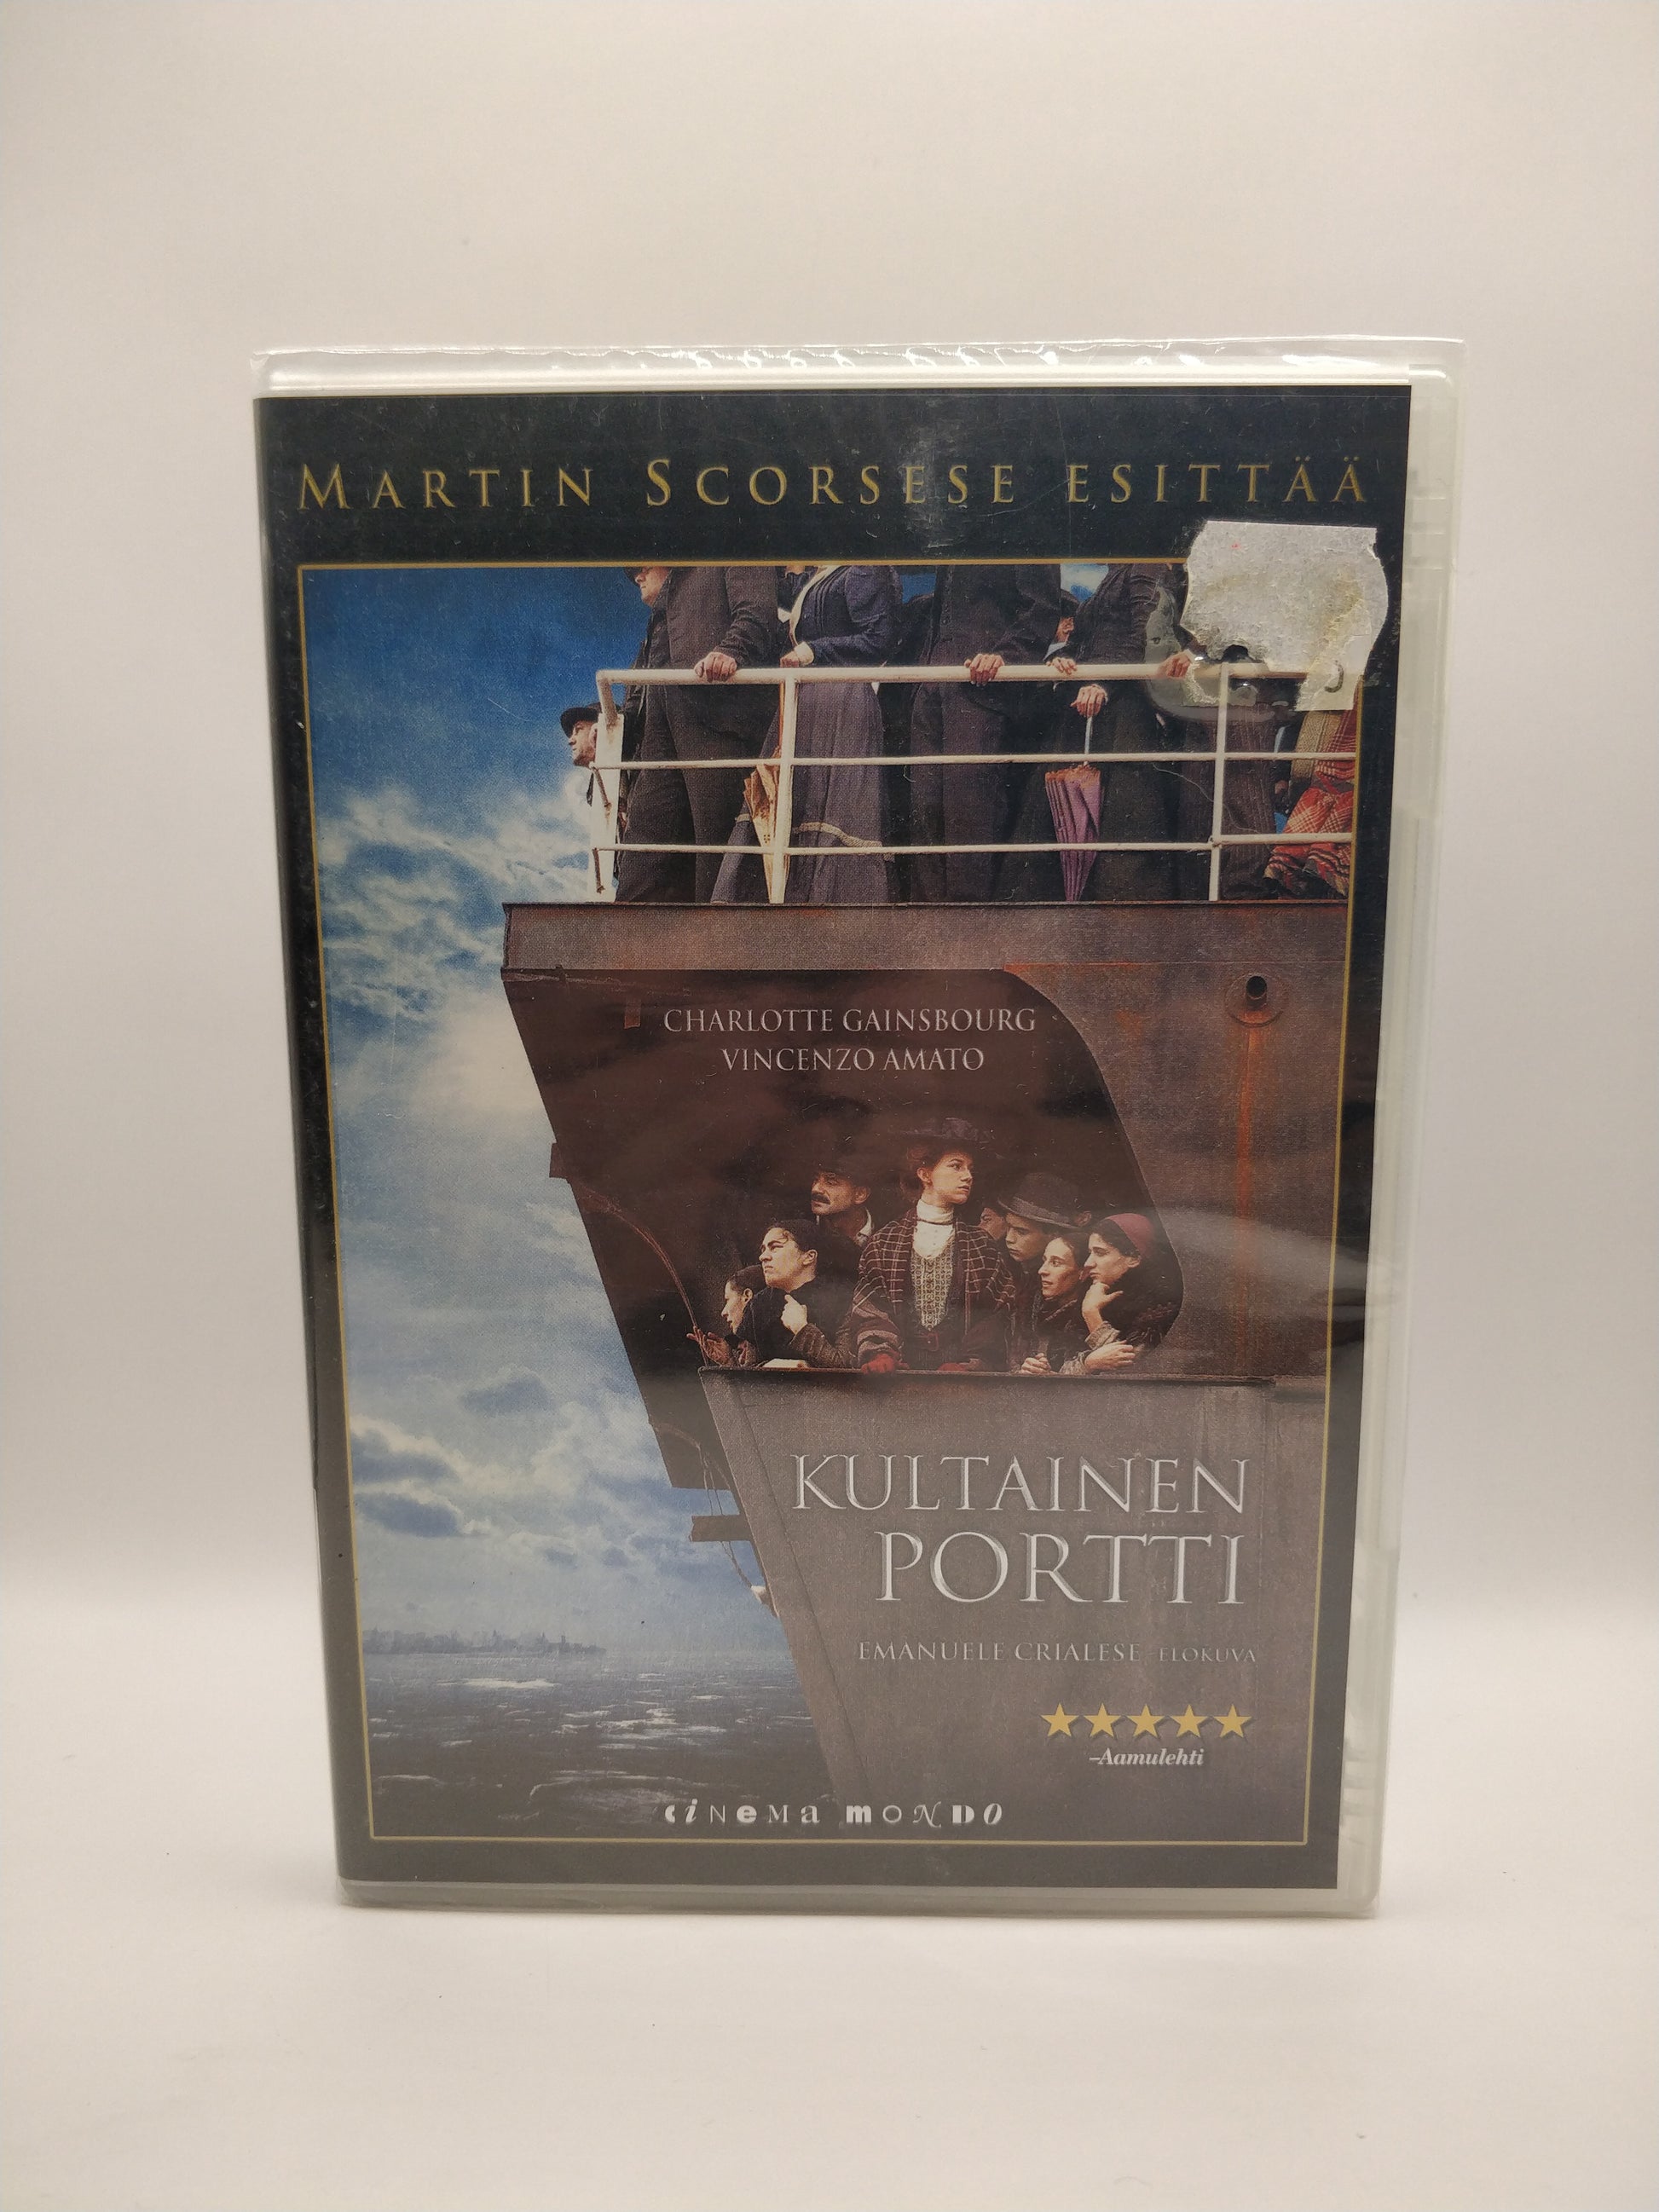 MARTIN SCORSESE ESITTÄÄ
CHARLOTTE GAINSBOURG
VINCENZO AMATO
KULTAINEN
PORTTI
EMANUELE CRIALESE -ELOKUVA
–Aamulehti
CiNeMa MONDO